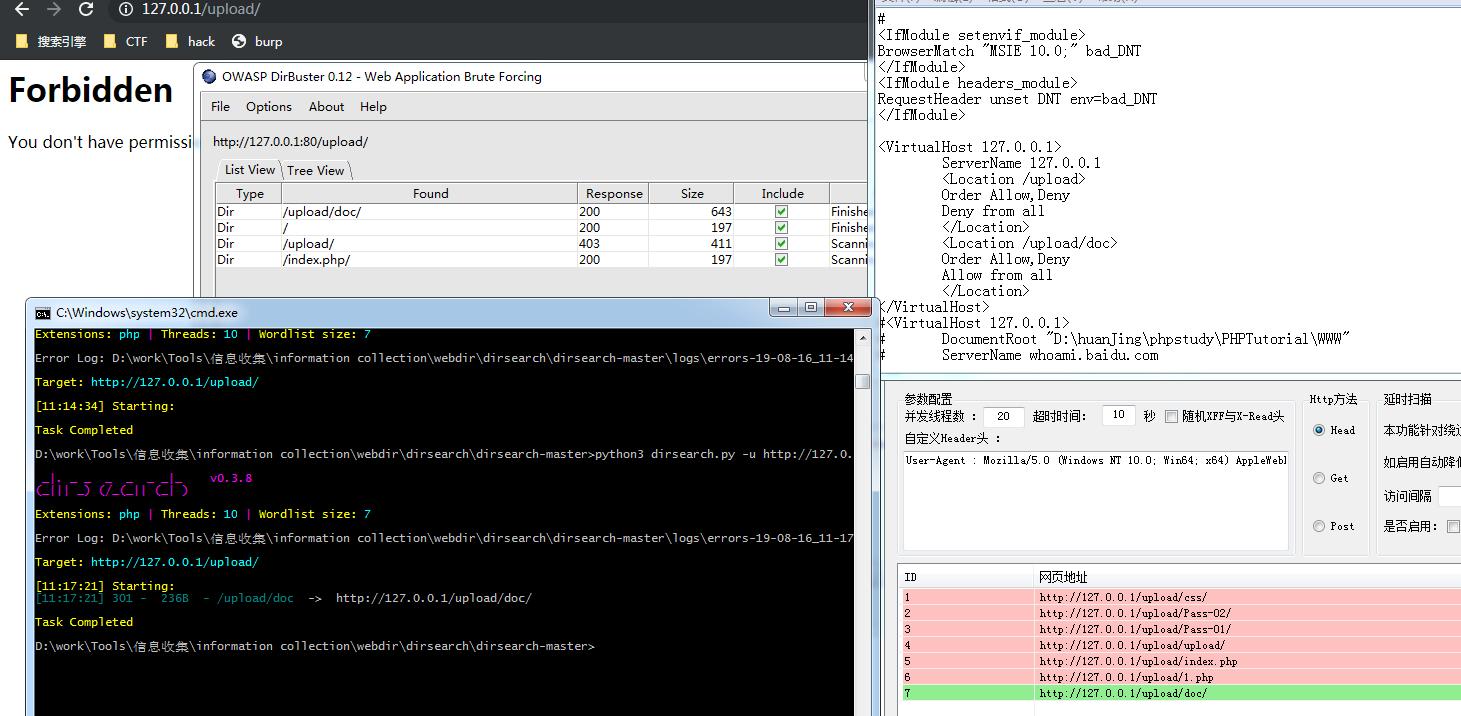 127.0.0.1/upload/
搜索引擎 CTF hack burp
Forbidden
You don't have permissi
OWASP DirBuster 0.12 - Web Application Brute Forcing
File Options About Help
http://127.0.0.1:80/upload/
List View Tree View
Type Found Response Size Include
Dir /upload/doc/ 200 643 Finishe
Dir / 200 197 Finishe
Dir /upload/ 403 411 Scanni
Dir /index.php/ 200 197 Scanni
C:\Windows\system32\cmd.exe
Extensions: php | Threads: 10 | Wordlist size: 7
Error Log: D:\work\Tools\信息收集\information collection\webdir\dirsearch\dirsearch-master\logs\errors-19-08-16_11-14
Target: http://127.0.0.1/upload/
[11:14:34] Starting:
Task Completed
D:\work\Tools\信息收集\information collection\webdir\dirsearch\dirsearch-master>python3 dirsearch.py -u http://127.0.
dirsearch v0.3.8
Extensions: php | Threads: 10 | Wordlist size: 7
Error Log: D:\work\Tools\信息收集\information collection\webdir\dirsearch\dirsearch-master\logs\errors-19-08-16_11-17
Target: http://127.0.0.1/upload/
[11:17:21] Starting:
[11:17:21] 301 - 236B - /upload/doc -> http://127.0.0.1/upload/doc/
Task Completed
D:\work\Tools\信息收集\information collection\webdir\dirsearch\dirsearch-master>
#
<IfModule setenvif_module>
BrowserMatch "MSIE 10.0;" bad_DNT
</IfModule>
<IfModule headers_module>
RequestHeader unset DNT env=bad_DNT
</IfModule>
<VirtualHost 127.0.0.1>
ServerName 127.0.0.1
<Location /upload>
Order Allow,Deny
Deny from all
</Location>
<Location /upload/doc>
Order Allow,Deny
Allow from all
</Location>
</VirtualHost>
#<VirtualHost 127.0.0.1>
# DocumentRoot "D:\huanJing\phpstudy\PHPTutorial\WWW"
# ServerName whoami.baidu.com
参数配置
并发线程数 : 20 超时时间: 10 秒 随机XFF与X-Read头
自定义Header头 :
User-Agent : Mozilla/5.0 (Windows NT 10.0; Win64; x64) AppleWebl
Http方法
Head
Get
Post
延时扫描
本功能针对绕过
如启用自动降低
访问间隔
是否启用:
ID 网页地址
1 http://127.0.0.1/upload/css/
2 http://127.0.0.1/upload/Pass-02/
3 http://127.0.0.1/upload/Pass-01/
4 http://127.0.0.1/upload/upload/
5 http://127.0.0.1/upload/index.php
6 http://127.0.0.1/upload/1.php
7 http://127.0.0.1/upload/doc/